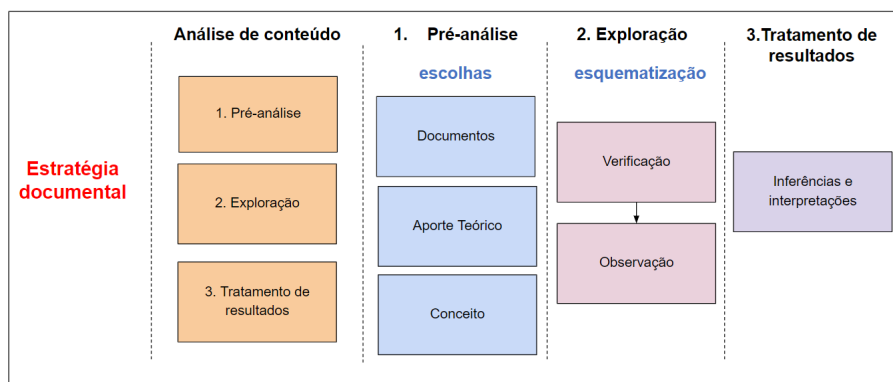 Estratégia
documental
Análise de conteúdo
1. Pré-análise
2. Exploração
3. Tratamento de
resultados
1. Pré-análise
escolhas
Documentos
Aporte Teórico
Conceito
2. Exploração
esquematização
Verificação
Observação
3.Tratamento de
resultados
Inferências e
interpretações